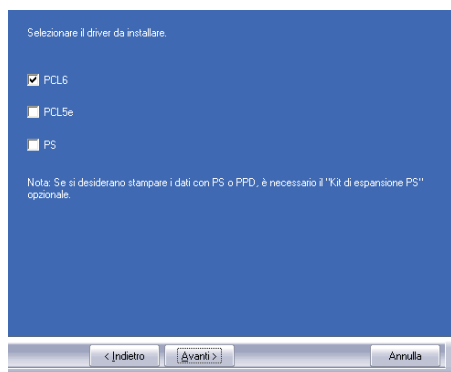 Selezionare il driver da installare.
PCL6
PCL5e
PS
Nota: Se si desiderano stampare i dati con PS o PPD, è necessario il "Kit di espansione PS"
opzionale.
< Indietro
Avanti >
Annulla